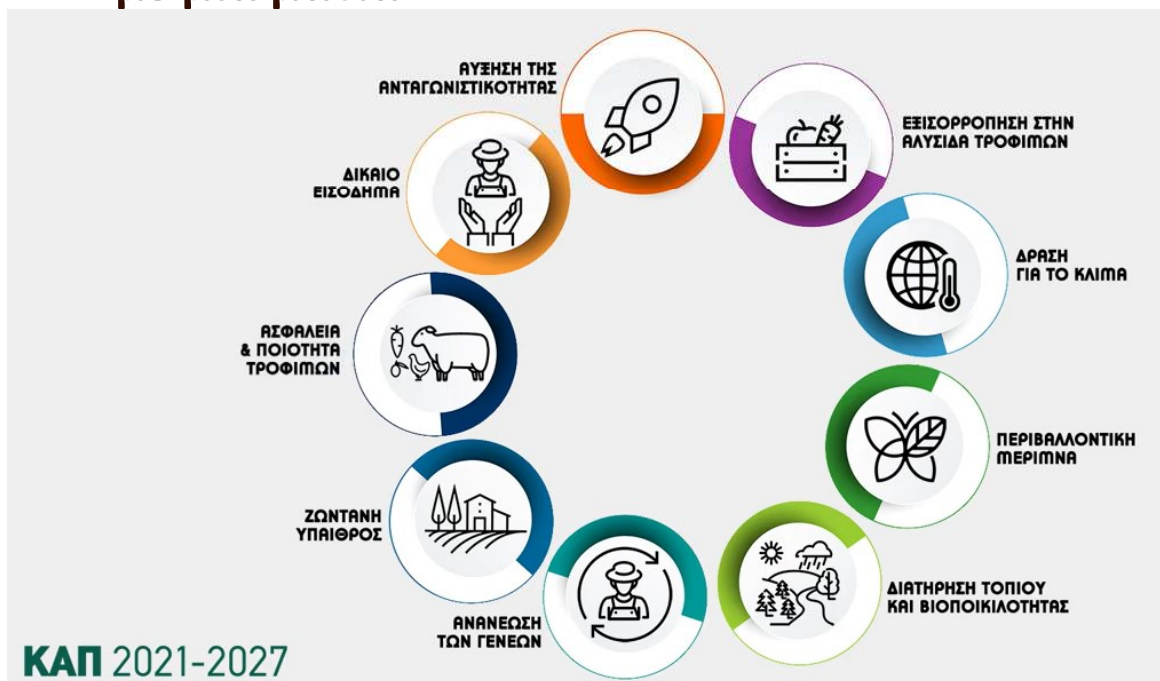 ΑΥΞΗΣΗ ΤΗΣ
ΑΝΤΑΓΩΝΙΣΤΙΚΟΤΗΤΑΣ
ΕΞΙΣΟΡΡΟΠΗΣΗ ΣΤΗΝ
ΑΛΥΣΙΔΑ ΤΡΟΦΙΜΩΝ
ΔΙΚΑΙΟ
ΕΙΣΟΔΗΜΑ
ΔΡΑΣΗ
ΓΙΑ ΤΟ ΚΛΙΜΑ
ΑΣΦΑΛΕΙΑ
& ΠΟΙΟΤΗΤΑ
ΤΡΟΦΙΜΩΝ
ΠΕΡΙΒΑΛΛΟΝΤΙΚΗ
ΜΕΡΙΜΝΑ
ΖΩΝΤΑΝΗ
ΥΠΑΙΘΡΟΣ
ΔΙΑΤΗΡΗΣΗ ΤΟΠΙΟΥ
ΚΑΙ ΒΙΟΠΟΙΚΙΛΟΤΗΤΑΣ
ΑΝΑΝΕΩΣΗ
ΤΩΝ ΓΕΝΕΩΝ
ΚΑΠ 2021-2027